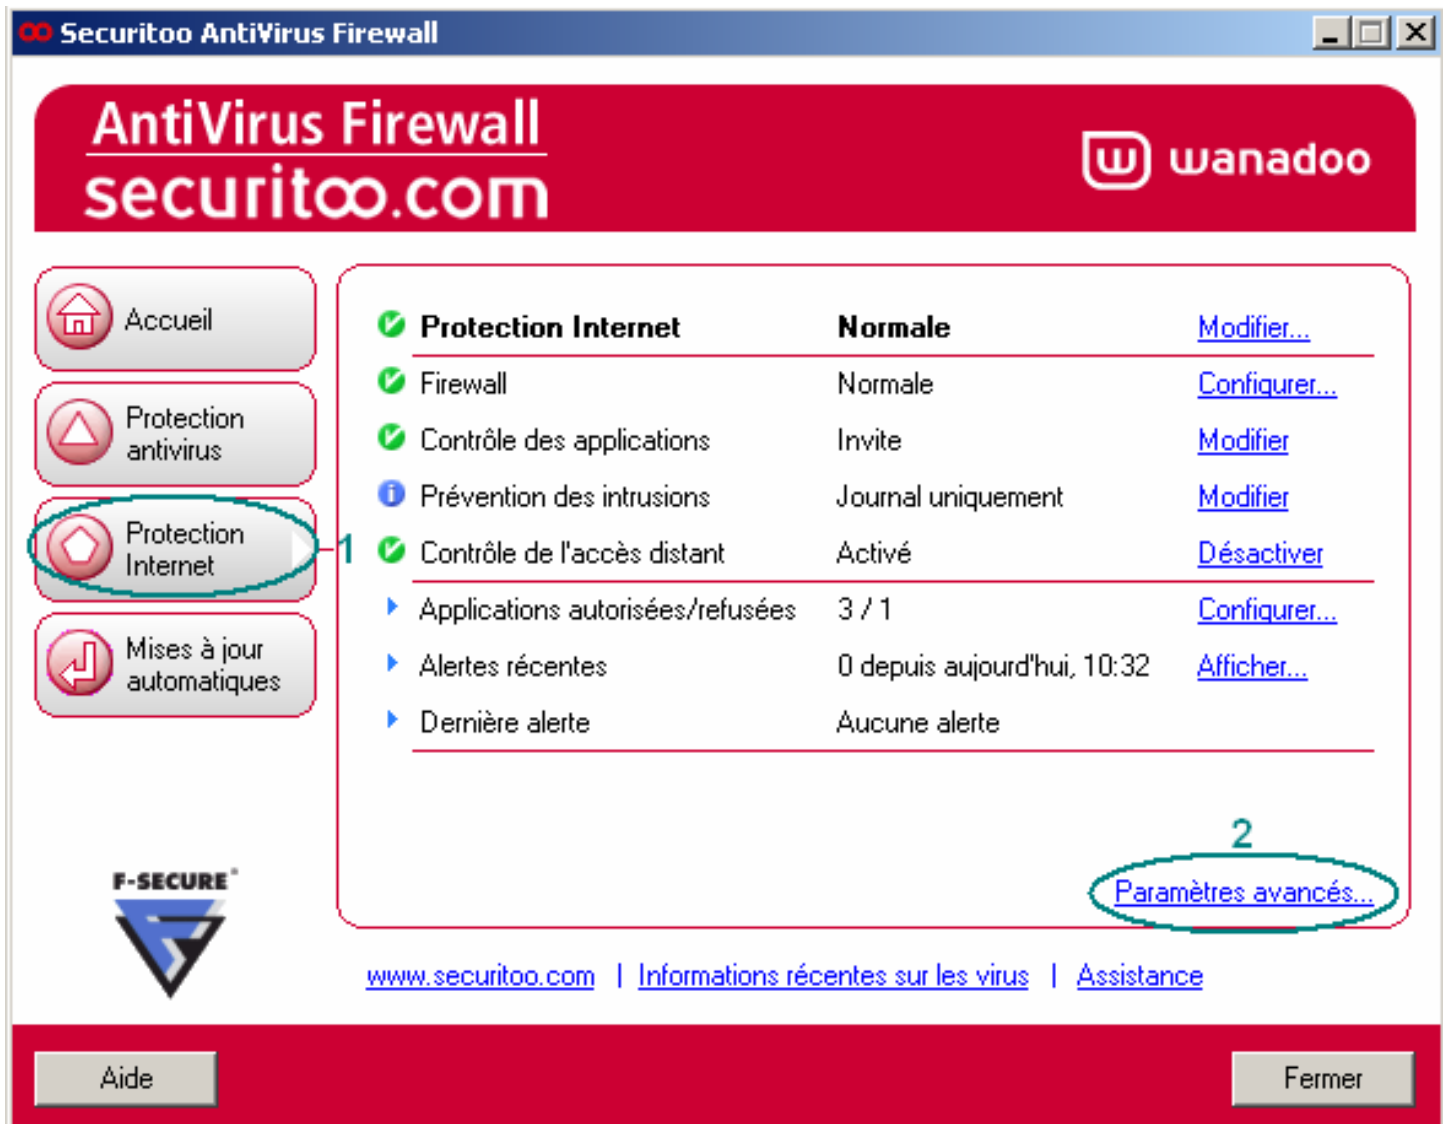 Securitoo AntiVirus Firewall
AntiVirus Firewall
securitoo.com
wanadoo
Accueil
Protection
antivirus
Protection
Internet
1
Mises à jour
automatiques
Protection Internet Normale Modifier...
Firewall Normale Configurer...
Contrôle des applications Invite Modifier
Prévention des intrusions Journal uniquement Modifier
Contrôle de l'accès distant Activé Désactiver
Applications autorisées/refusées 3 / 1 Configurer...
Alertes récentes 0 depuis aujourd'hui, 10:32 Afficher...
Dernière alerte Aucune alerte
2
Paramètres avancés...
F-SECURE®
www.securitoo.com | Informations récentes sur les virus | Assistance
Aide Fermer